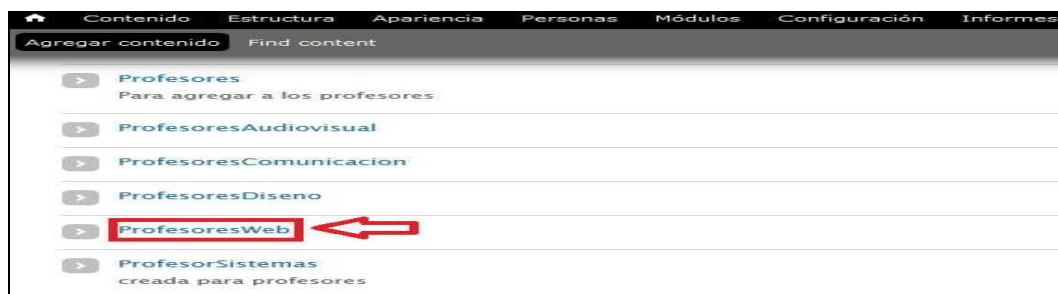 Contenido Estructura Apariencia Personas Módulos Configuración Informes
Agregar contenido Find content
Profesores
Para agregar a los profesores
ProfesoresAudiovisual
ProfesoresComunicacion
ProfesoresDiseno
ProfesoresWeb
ProfesorSistemas
creada para profesores